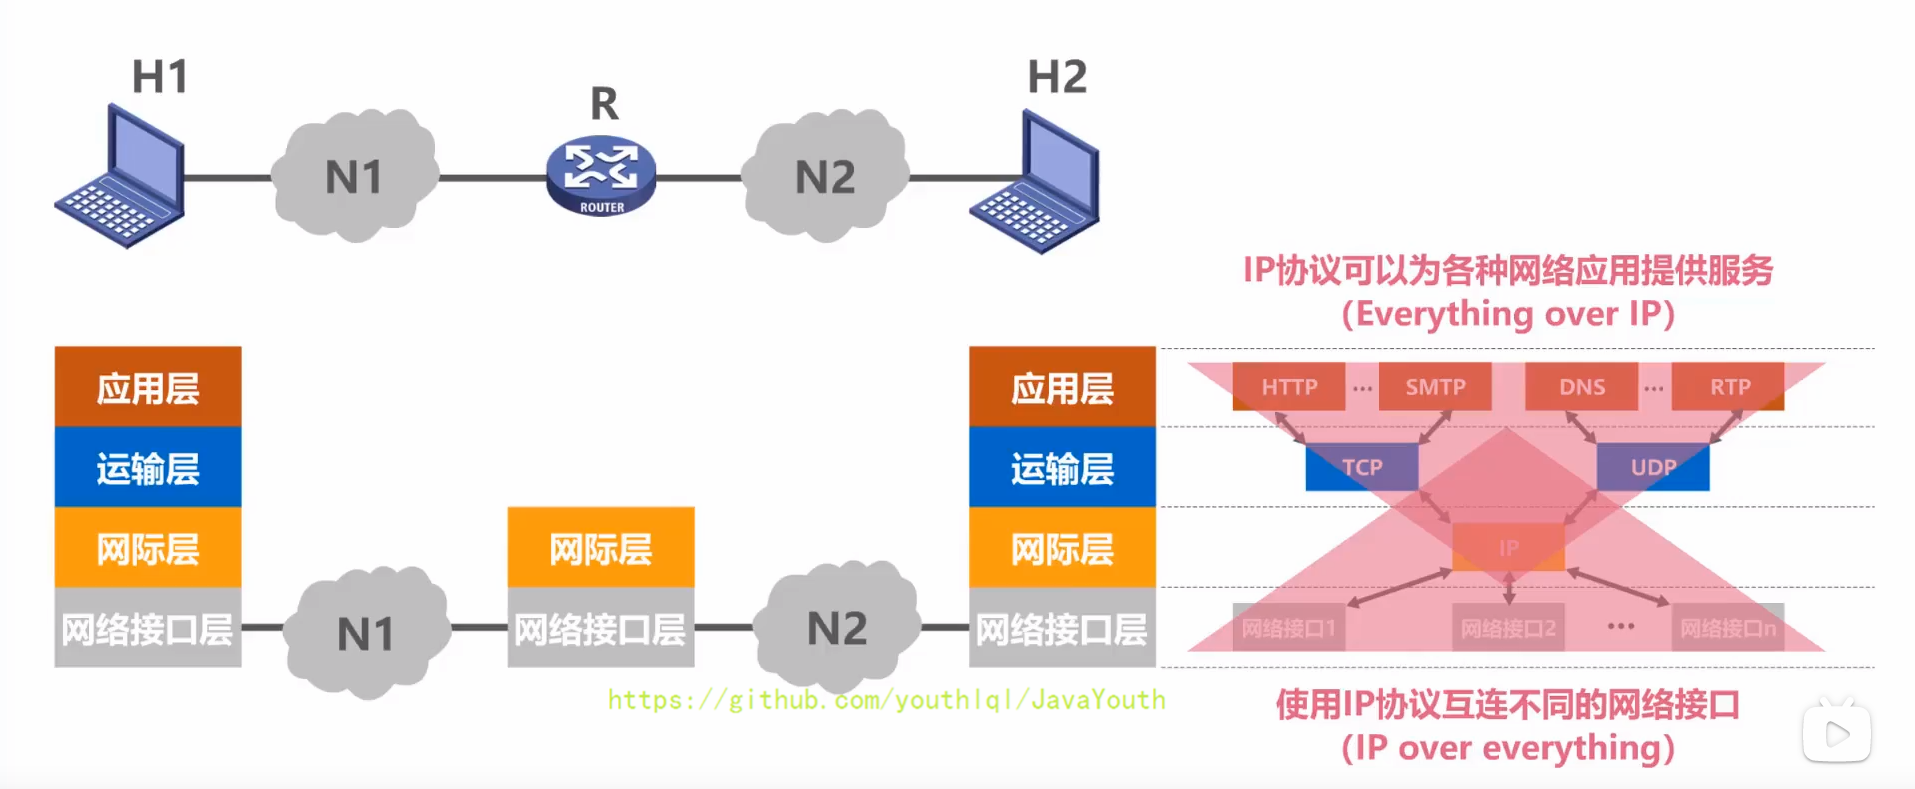 H1
R
H2
N1
ROUTER
N2
IP协议可以为各种网络应用提供服务
（Everything over IP）
应用层
运输层
网际层
网络接口层
N1
网际层
网络接口层
N2
应用层
运输层
网际层
网络接口层
HTTP ··· SMTP DNS ··· RTP
TCP UDP
IP
网络接口1 网络接口2 ··· 网络接口n
https://github.com/youthlql/JavaYouth
使用IP协议互连不同的网络接口
（IP over everything）